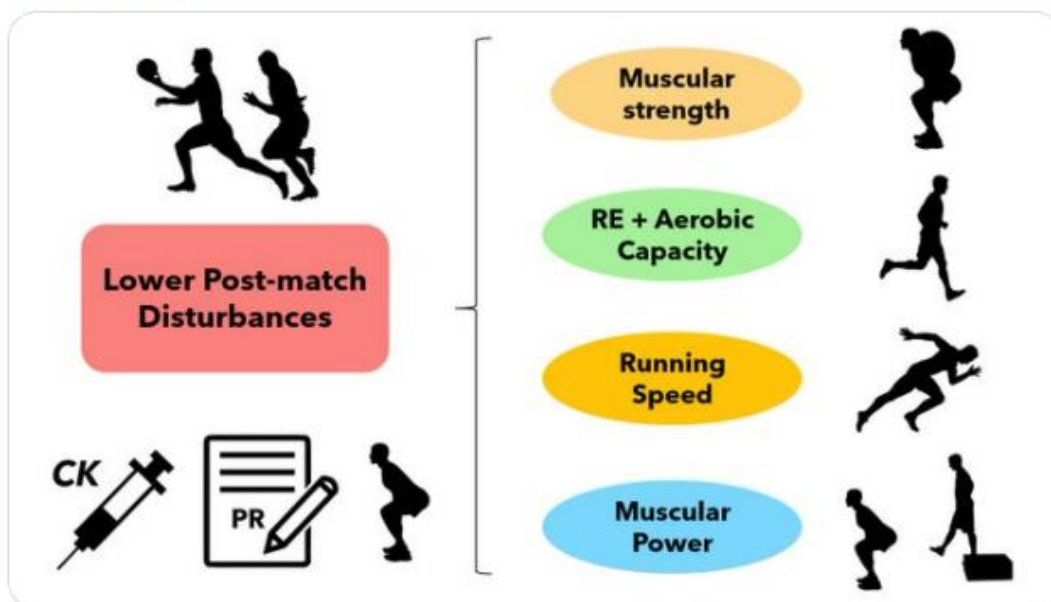 Lower Post-match
Disturbances
CK
PR
Muscular
strength
RE + Aerobic
Capacity
Running
Speed
Muscular
Power